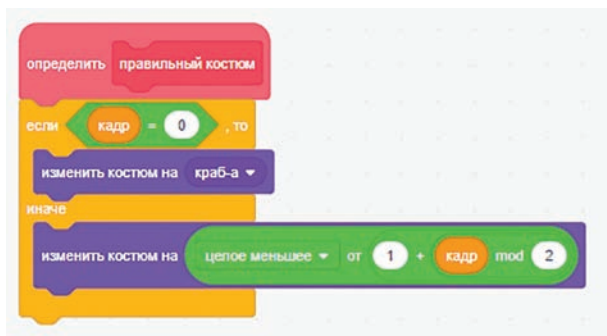 определить правильный костюм
если кадр = 0 , то
изменить костюм на краб-a
иначе
изменить костюм на целое меньшее от 1 + кадр mod 2